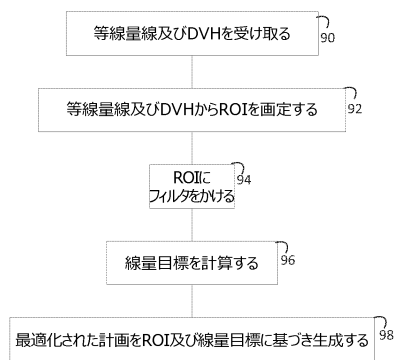 等線量線及びDVHを受け取る
90
等線量線及びDVHからROIを画定する
92
ROIに
フィルタをかける
94
線量目標を計算する
96
最適化された計画をROI及び線量目標に基づき生成する
98